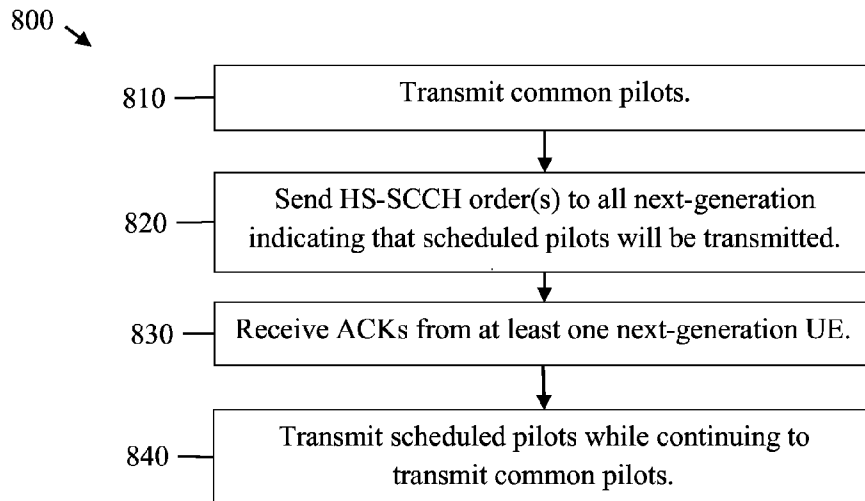 800
810
Transmit common pilots.
820
Send HS-SCCH order(s) to all next-generation
indicating that scheduled pilots will be transmitted.
830
Receive ACKs from at least one next-generation UE.
840
Transmit scheduled pilots while continuing to
transmit common pilots.